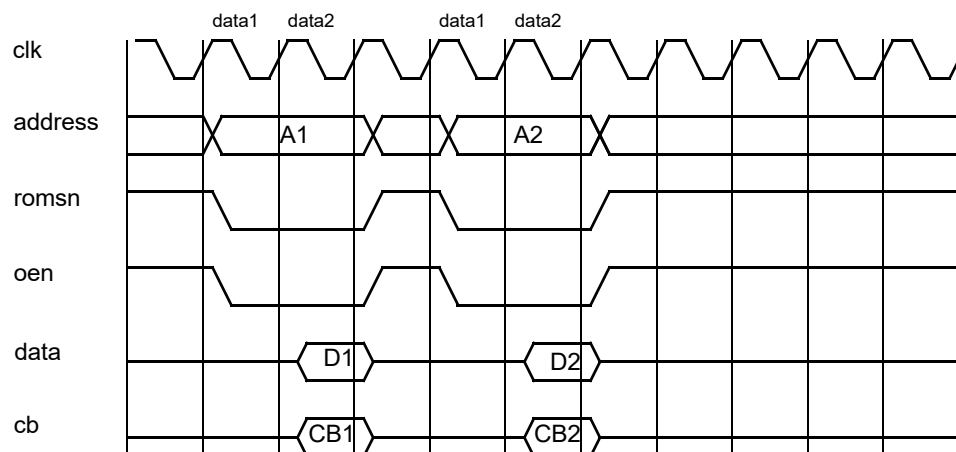 data1 data2 data1 data2
clk
address A1 A2
romsn
oen
data D1 D2
cb CB1 CB2